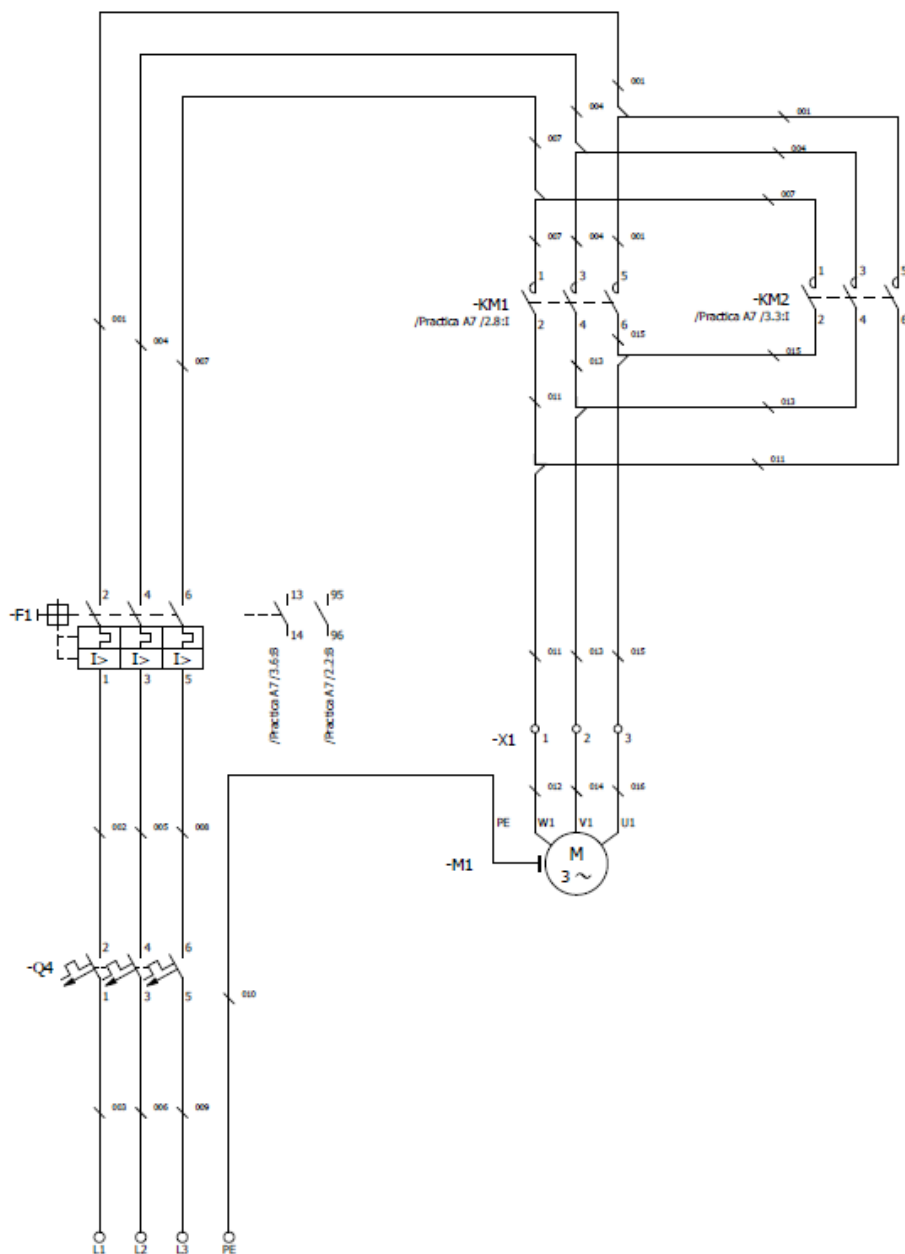 001
004
001
007
004
007
007
004
001
1
3
5
1
3
5
-KM1
/Practica A7 /2.8:I
-KM2
/Practica A7 /3.3:I
2
4
6
2
4
6
001
004
007
015
015
013
011
013
011
2
4
6
13
95
-F1
14
96
I>
I>
I>
1
3
5
/Practica A7 /3.6:B
/Practica A7 /2.2:B
011
013
015
-X1
1
2
3
012
014
016
002
005
008
PE
W1
V1
U1
-M1
M
3 ~
2
4
6
-Q4
1
3
5
010
003
006
009
L1
L2
L3
PE